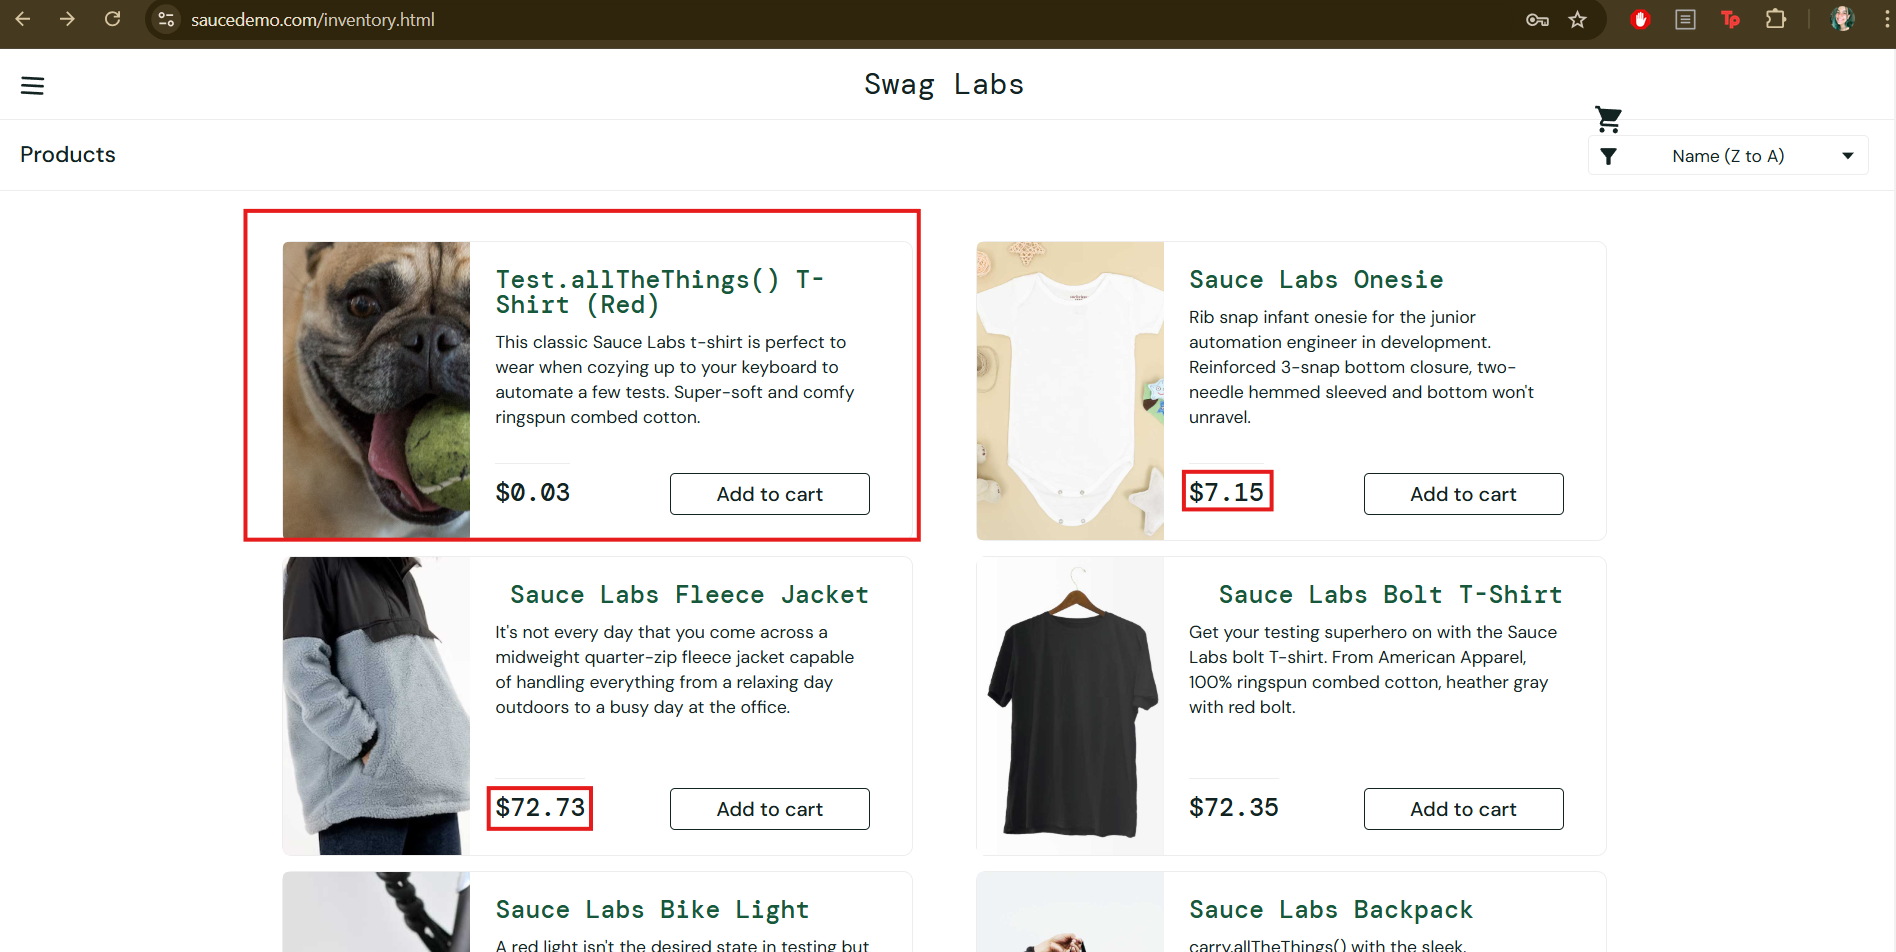 saucedemo.com/inventory.html
Swag Labs
Products
Name (Z to A)
Test.allTheThings() T-
Shirt (Red)
This classic Sauce Labs t-shirt is perfect to
wear when cozying up to your keyboard to
automate a few tests. Super-soft and comfy
ringspun combed cotton.
$0.03
Add to cart
Sauce Labs Onesie
Rib snap infant onesie for the junior
automation engineer in development.
Reinforced 3-snap bottom closure, two-
needle hemmed sleeved and bottom won't
unravel.
$7.15
Add to cart
Sauce Labs Fleece Jacket
It's not every day that you come across a
midweight quarter-zip fleece jacket capable
of handling everything from a relaxing day
outdoors to a busy day at the office.
$72.73
Add to cart
Sauce Labs Bolt T-Shirt
Get your testing superhero on with the Sauce
Labs bolt T-shirt. From American Apparel,
100% ringspun combed cotton, heather gray
with red bolt.
$72.35
Add to cart
Sauce Labs Bike Light
A red light isn't the desired state in testing but
Sauce Labs Backpack
carry.allTheThings() with the sleek,